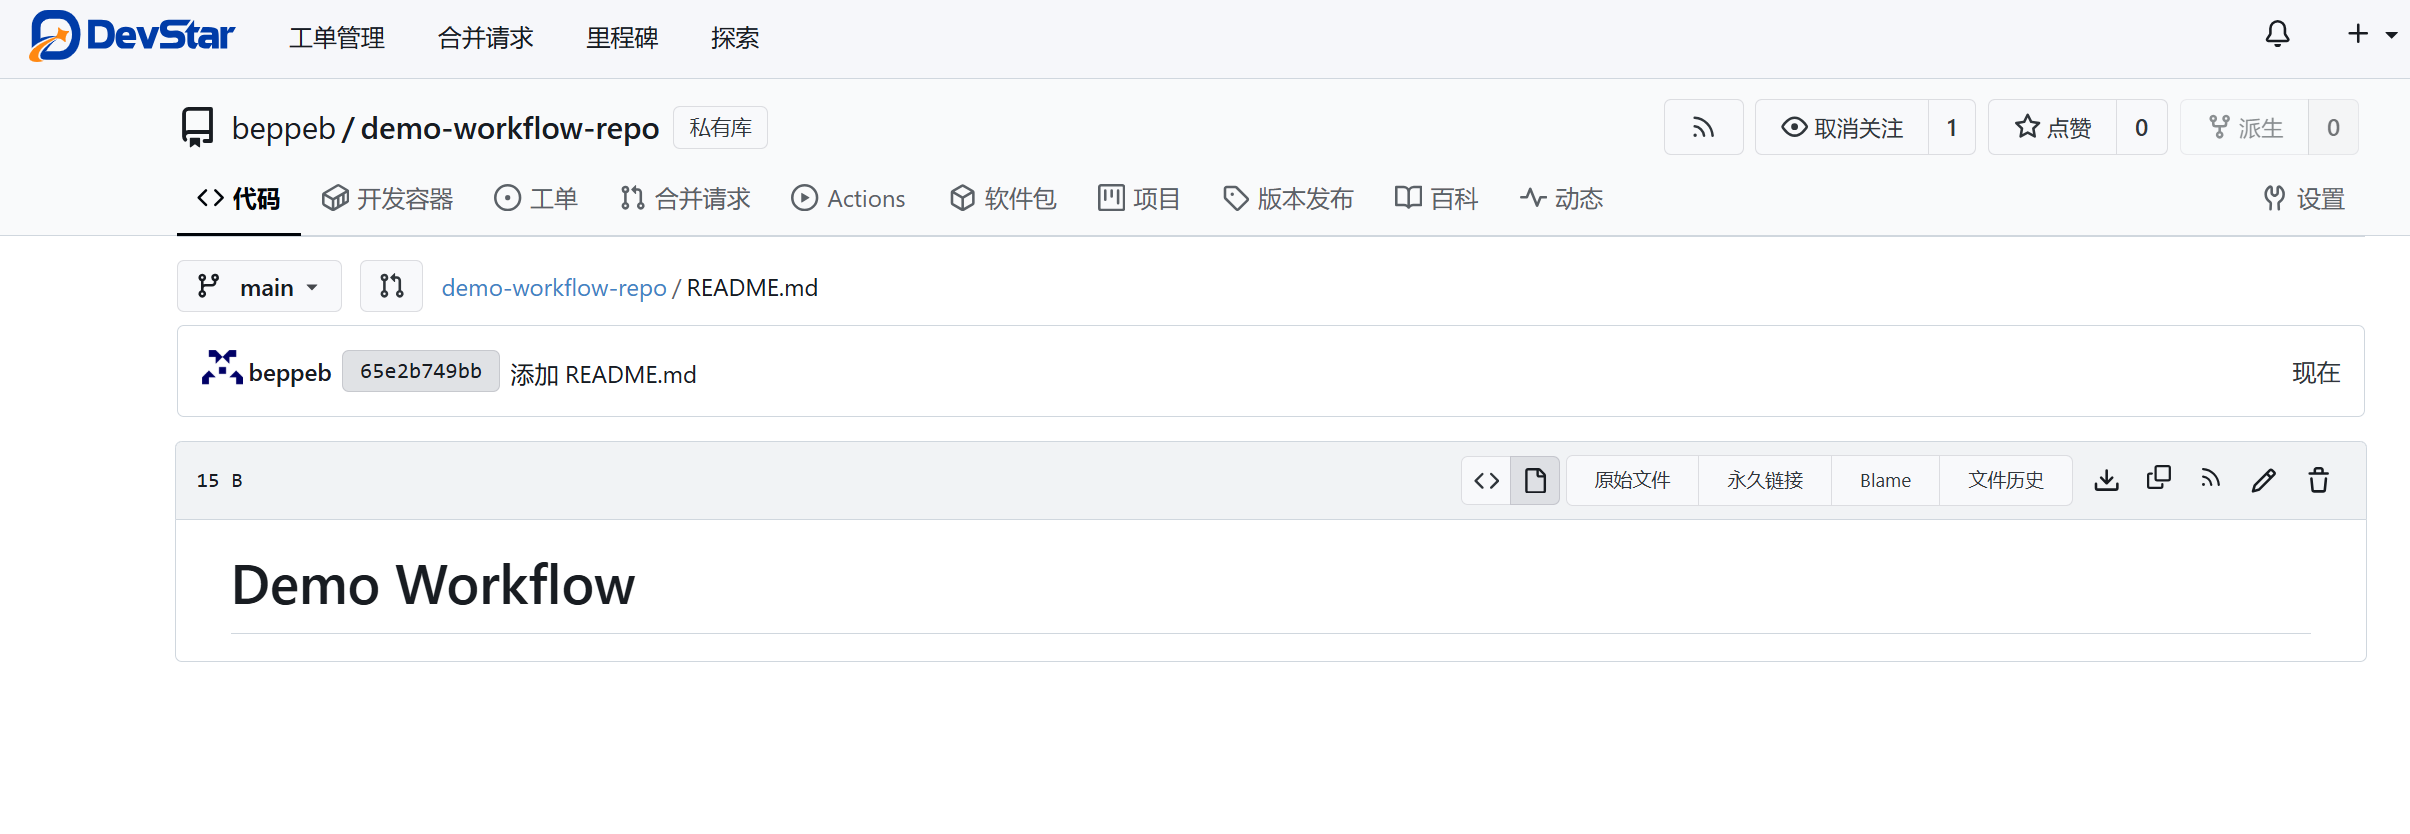 DevStar 工单管理 合并请求 里程碑 探索
beppeb / demo-workflow-repo 私有库 取消关注 1 点赞 0 派生 0
代码 开发容器 工单 合并请求 Actions 软件包 项目 版本发布 百科 动态 设置
main demo-workflow-repo / README.md
beppeb 65e2b749bb 添加 README.md 现在
15 B 原始文件 永久链接 Blame 文件历史
Demo Workflow